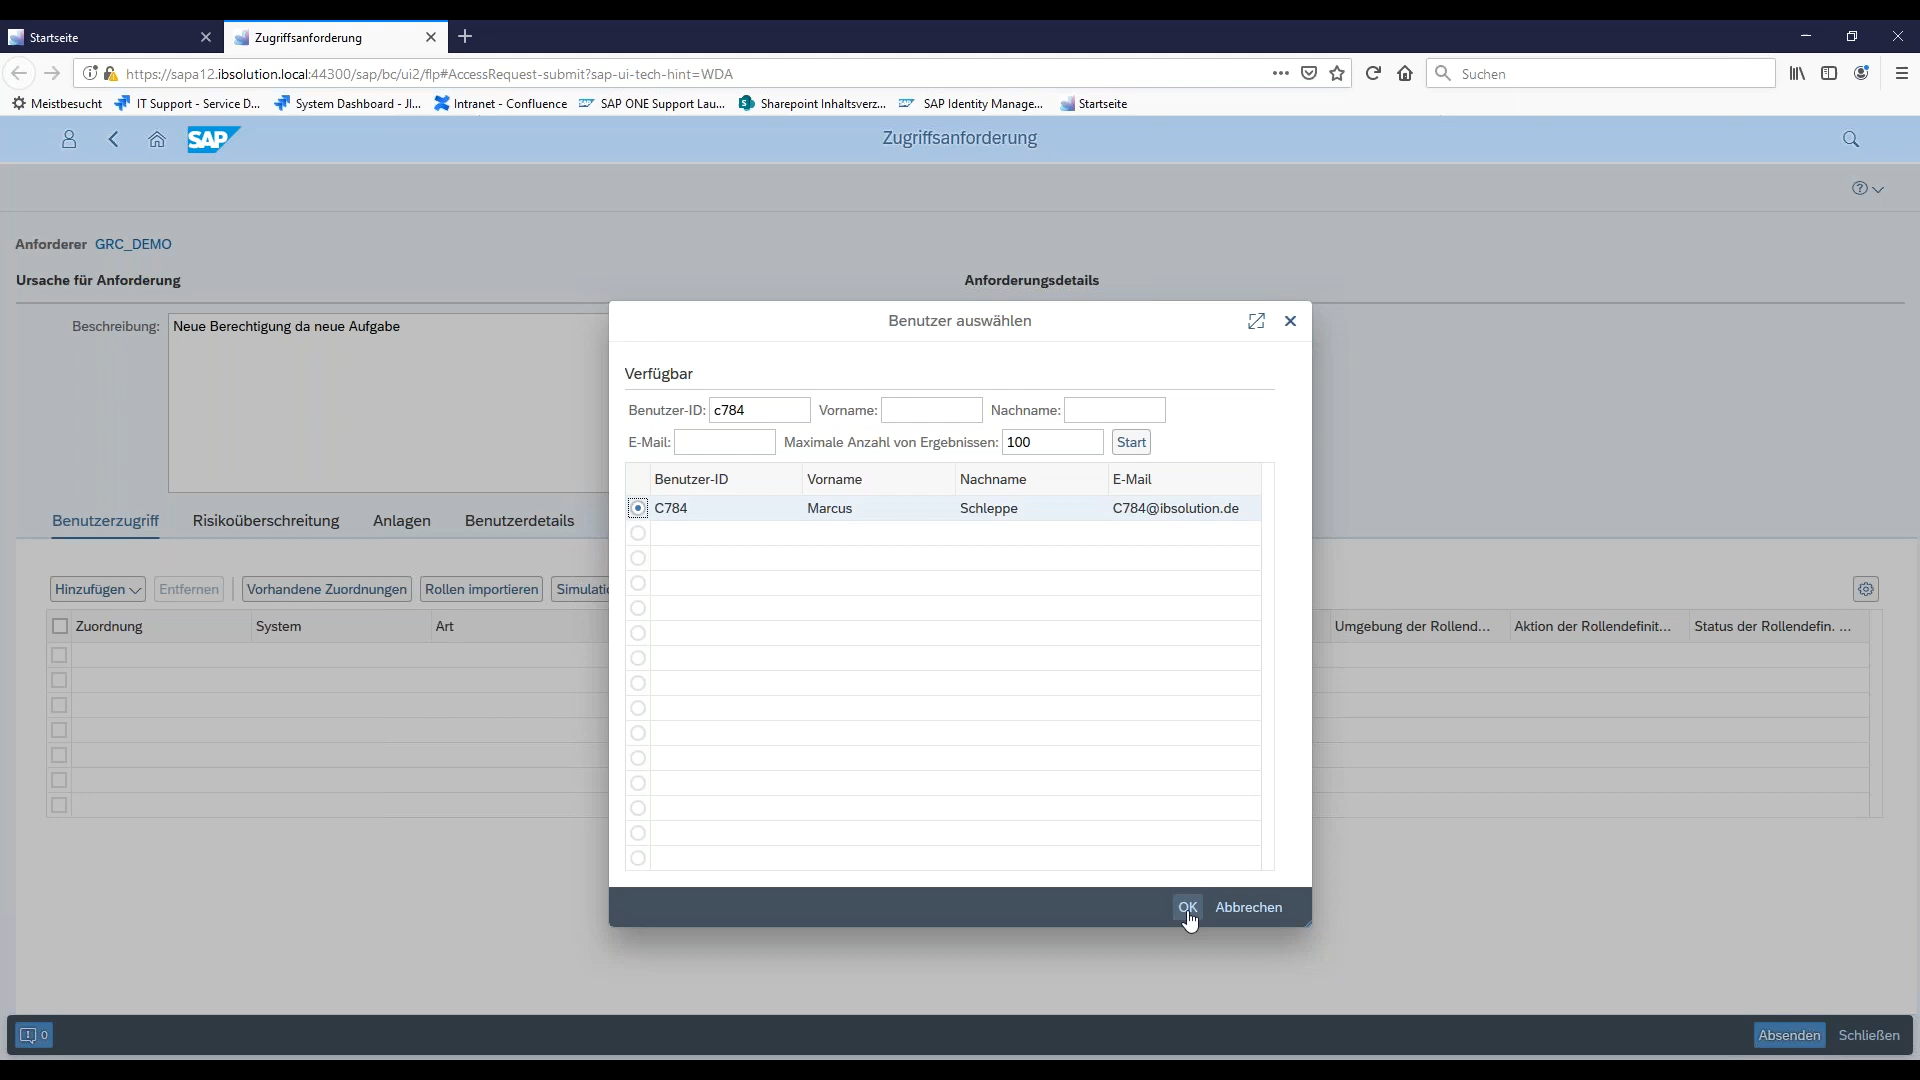 Startseite
Zugriffsanforderung
https://sapa12.ibsolution.local:44300/sap/bc/ui2/flp#AccessRequest-submit?sap-ui-tech-hint=WDA
Suchen
Meistbesucht IT Support - Service D... System Dashboard - JI... Intranet - Confluence SAP ONE Support Lau... Sharepoint Inhaltsverz... SAP Identity Manage... Startseite
SAP Zugriffsanforderung
Anforderer GRC_DEMO
Ursache für Anforderung
Anforderungsdetails
Beschreibung: Neue Berechtigung da neue Aufgabe
Benutzerzugriff Risikoüberschreitung Anlagen Benutzerdetails
Hinzufügen Entfernen Vorhandene Zuordnungen Rollen importieren Simulati
Zuordnung System Art
Umgebung der Rollend... Aktion der Rollendefinit... Status der Rollendefin. ...
Benutzer auswählen
Verfügbar
Benutzer-ID: c784 Vorname: Nachname:
E-Mail: Maximale Anzahl von Ergebnissen: 100 Start
Benutzer-ID Vorname Nachname E-Mail
C784 Marcus Schleppe C784@ibsolution.de
OK Abbrechen
0
Absenden Schließen